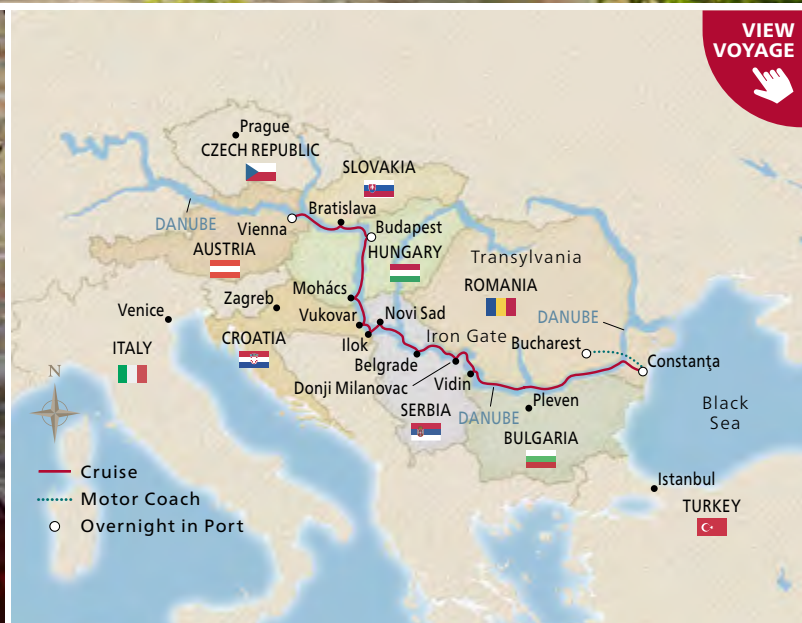 VIEW
VOYAGE
Prague
CZECH REPUBLIC
SLOVAKIA
DANUBE
Bratislava
Vienna
Budapest
AUSTRIA
HUNGARY
Transylvania
ROMANIA
Mohács
Zagreb
Venice
Vukovar
Novi Sad
DANUBE
Iron Gate
Bucharest
ITALY
CROATIA
Ilok
Constanţa
Belgrade
N
Donji Milanovac
Vidin
DANUBE
Pleven
Black
Sea
SERBIA
BULGARIA
Cruise
Motor Coach
Overnight in Port
Istanbul
TURKEY